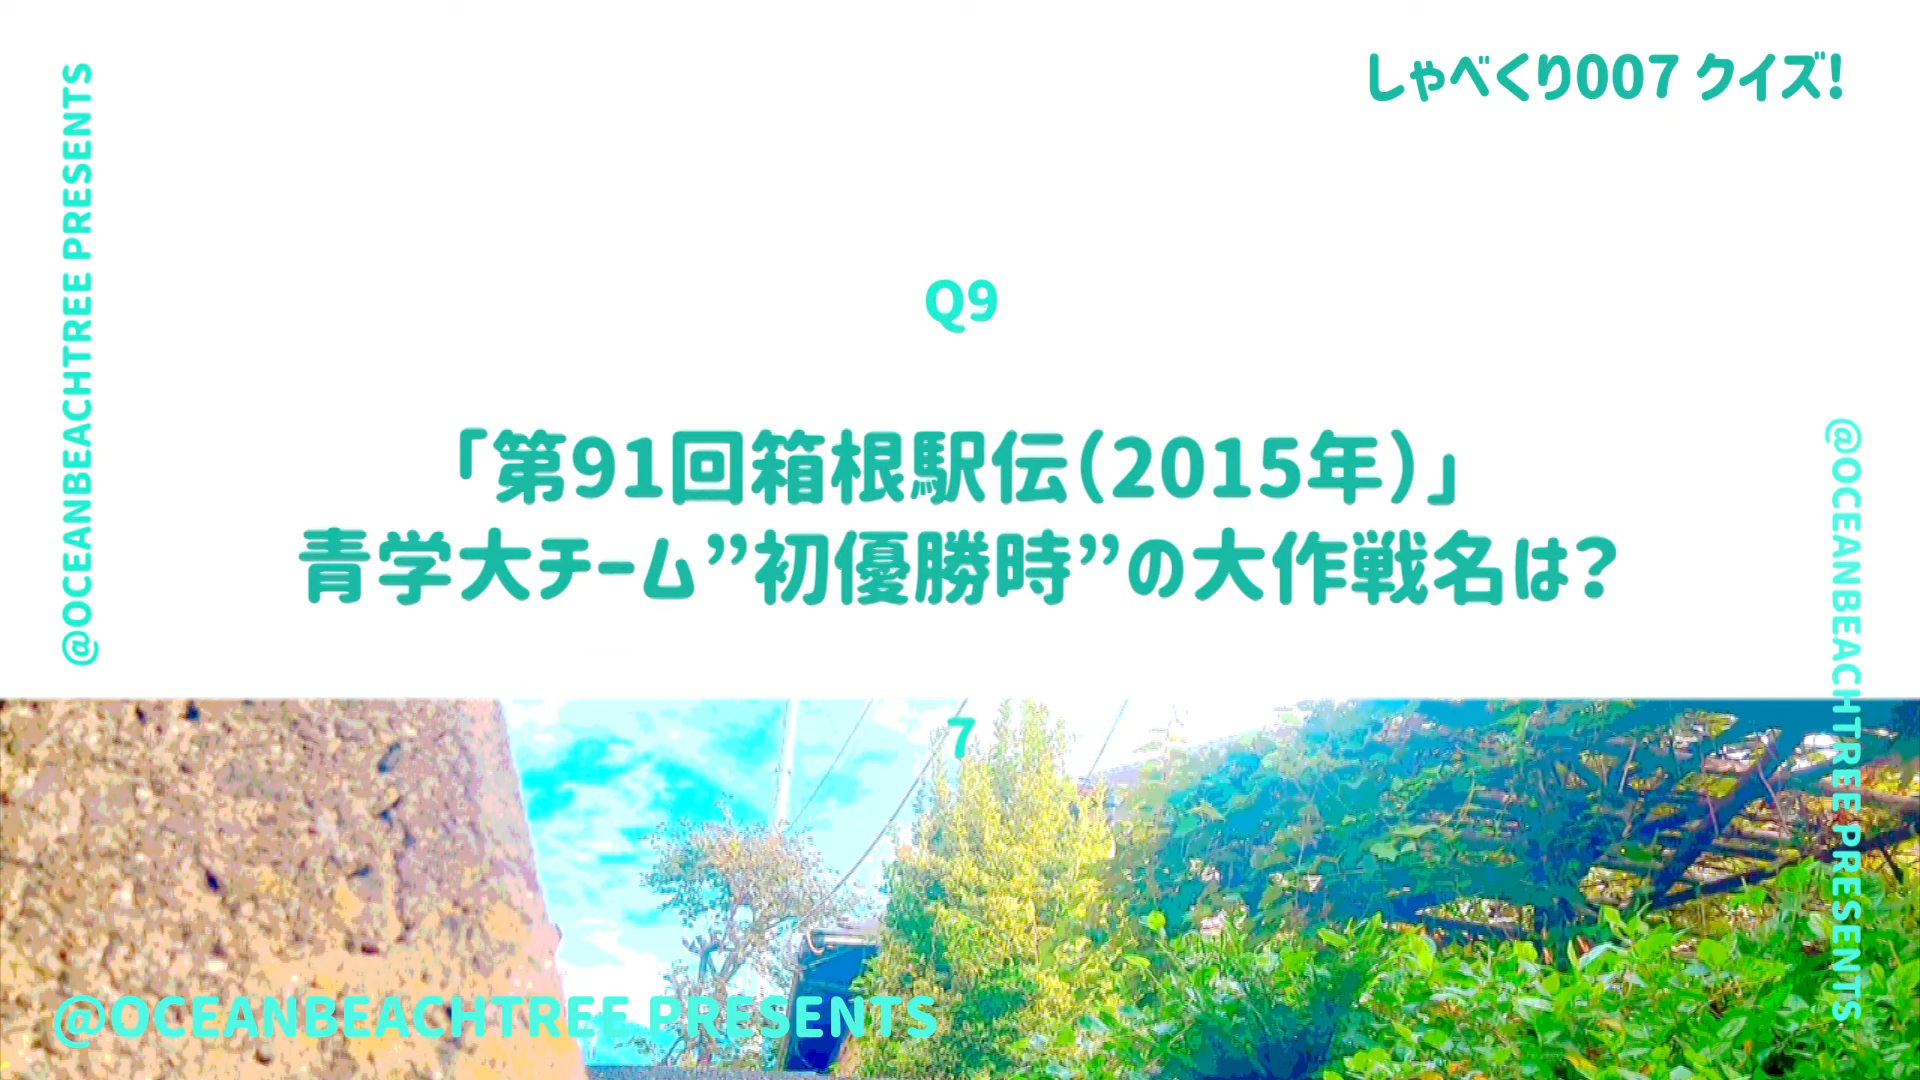 しゃべくり007 クイズ!
@OCEANBEACHTREE PRESENTS
Q9
「第91回箱根駅伝(2015年)」
青学大チーム”初優勝時”の大作戦名は?
@OCEANBEACHTREE PRESENTS
7
@OCEANBEACHTREE PRESENTS